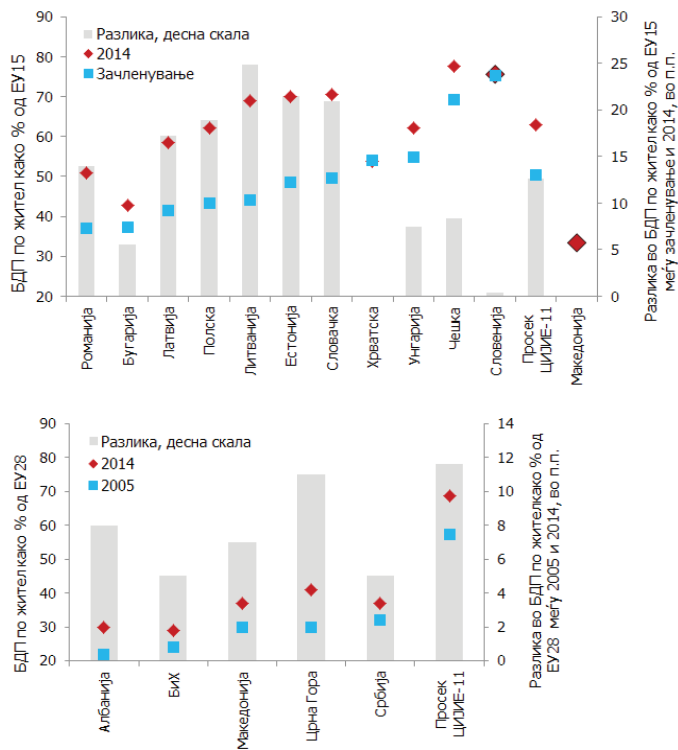 БДП по жител како % од ЕУ15
90
80
70
60
50
40
30
20
Разлика, десна скала
2014
Зачленување
30
25
20
15
10
5
0
Разлика во БДП по жител како % од ЕУ15
меѓу зачленување и 2014, во п.п.
Романија
Бугарија
Латвија
Полска
Литванија
Естонија
Словачка
Хрватска
Унгарија
Чешка
Словенија
Просек
ЦИЈИЕ-11
Македонија
БДП по жител како % од ЕУ28
90
80
70
60
50
40
30
20
Разлика, десна скала
2014
2005
14
12
10
8
6
4
2
0
Разлика во БДП по жител како % од
ЕУ28 меѓу 2005 и 2014, во п.п.
Албанија
БиХ
Македонија
Црна Гора
Србија
Просек
ЦИЈИЕ-11